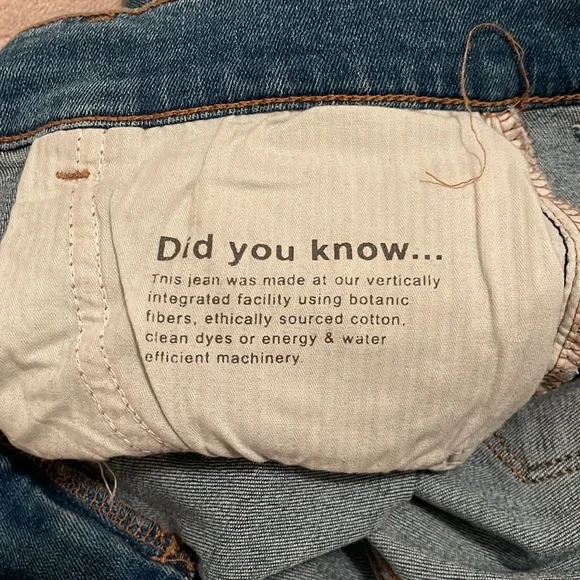 Did you know...
This jean was made at our vertically
integrated facility using botanic
fibers, ethically sourced cotton,
clean dyes or energy & water
efficient machinery.